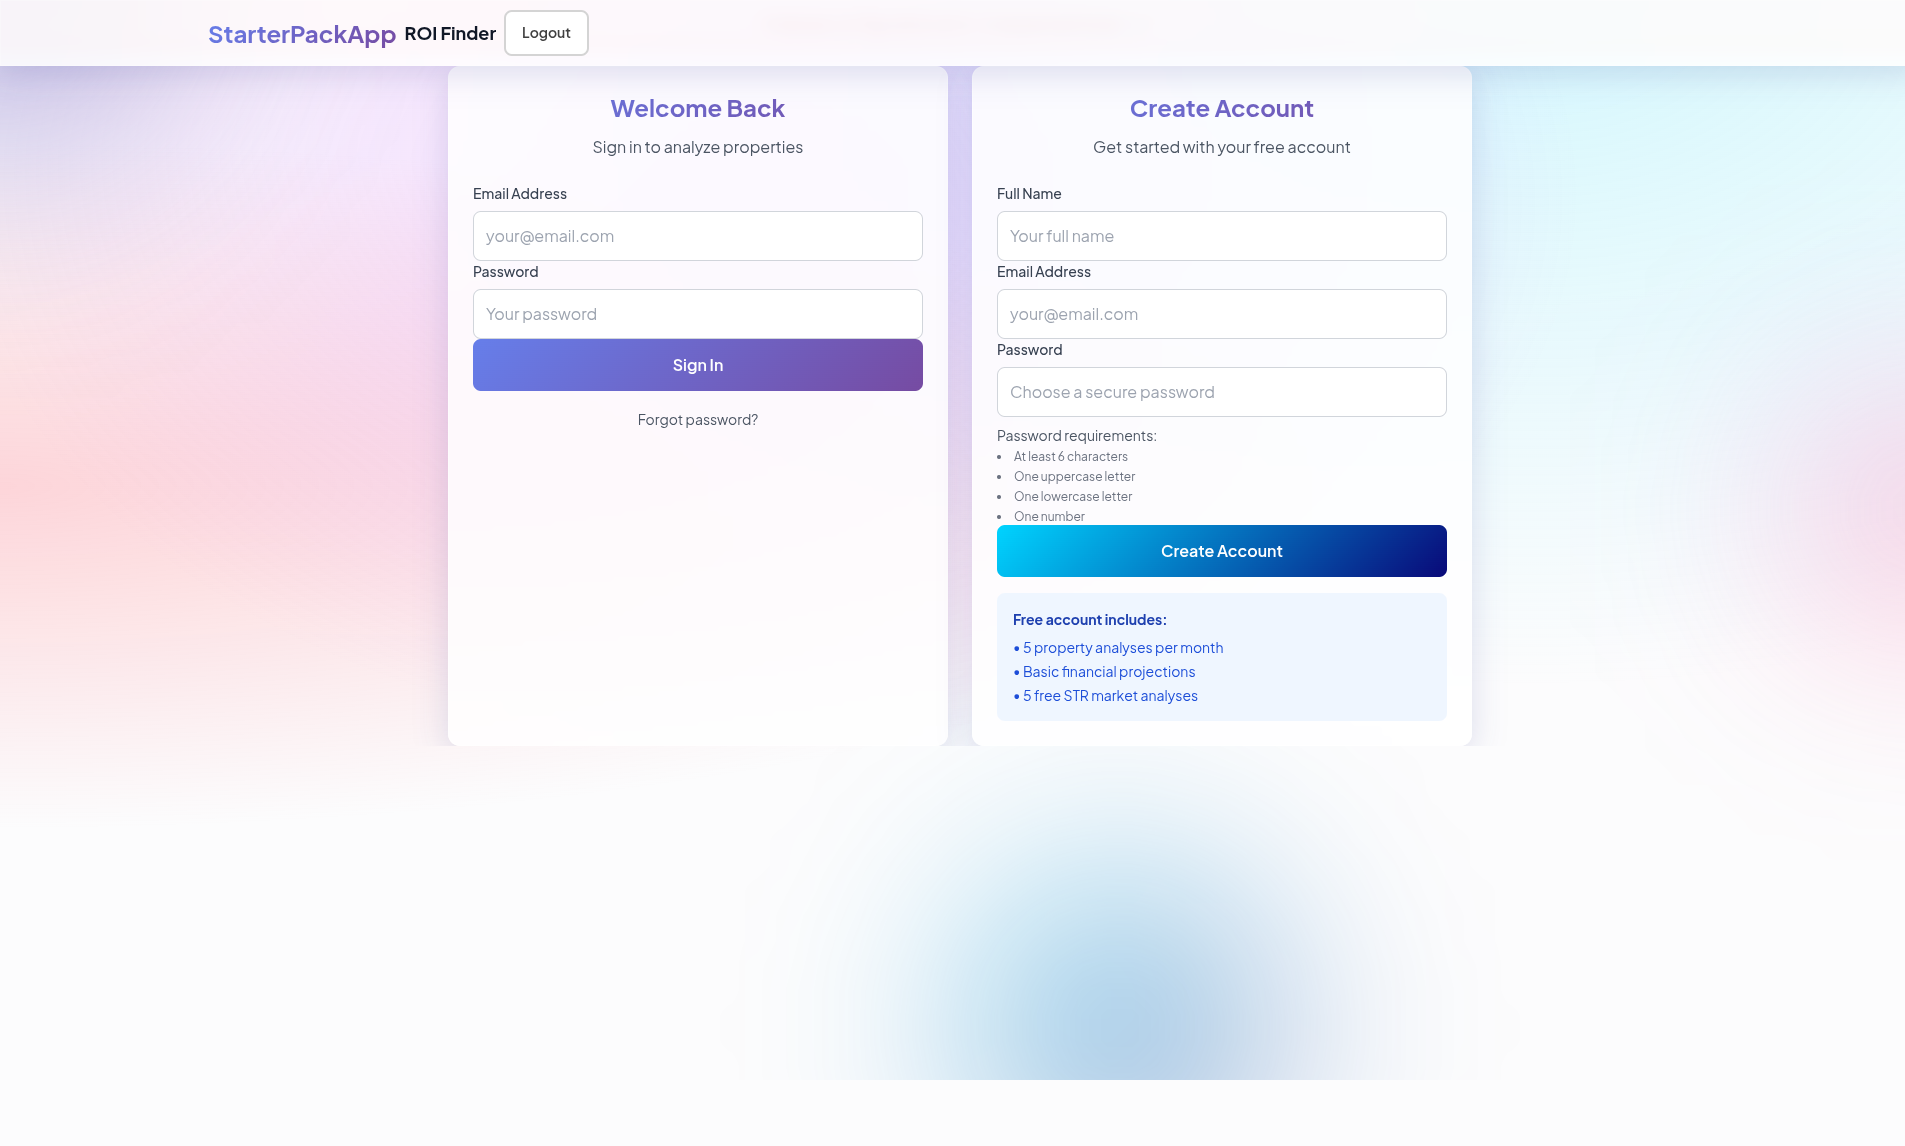 StarterPackApp ROI Finder Logout
Welcome Back
Sign in to analyze properties
Email Address
your@email.com
Password
Your password
Sign In
Forgot password?
Create Account
Get started with your free account
Full Name
Your full name
Email Address
your@email.com
Password
Choose a secure password
Password requirements:
• At least 6 characters
• One uppercase letter
• One lowercase letter
• One number
Create Account
Free account includes:
• 5 property analyses per month
• Basic financial projections
• 5 free STR market analyses